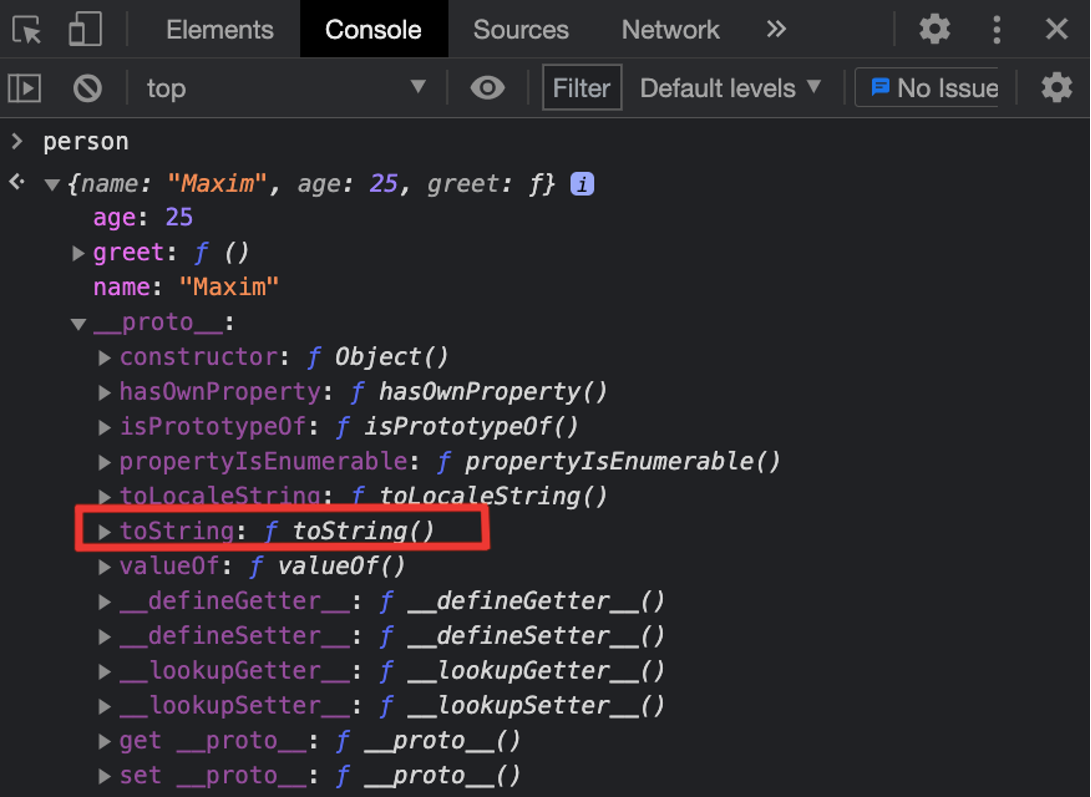 Elements Console Sources Network »
top ▼ Filter Default levels ▼ No Issue
> person
{name: "Maxim", age: 25, greet: ƒ} i
age: 25
greet: ƒ ()
name: "Maxim"
__proto__:
constructor: ƒ Object()
hasOwnProperty: ƒ hasOwnProperty()
isPrototypeOf: ƒ isPrototypeOf()
propertyIsEnumerable: ƒ propertyIsEnumerable()
toLocaleString: ƒ toLocaleString()
toString: ƒ toString()
valueOf: ƒ valueOf()
__defineGetter__: ƒ __defineGetter__()
__defineSetter__: ƒ __defineSetter__()
__lookupGetter__: ƒ __lookupGetter__()
__lookupSetter__: ƒ __lookupSetter__()
get __proto__: ƒ __proto__()
set __proto__: ƒ __proto__()